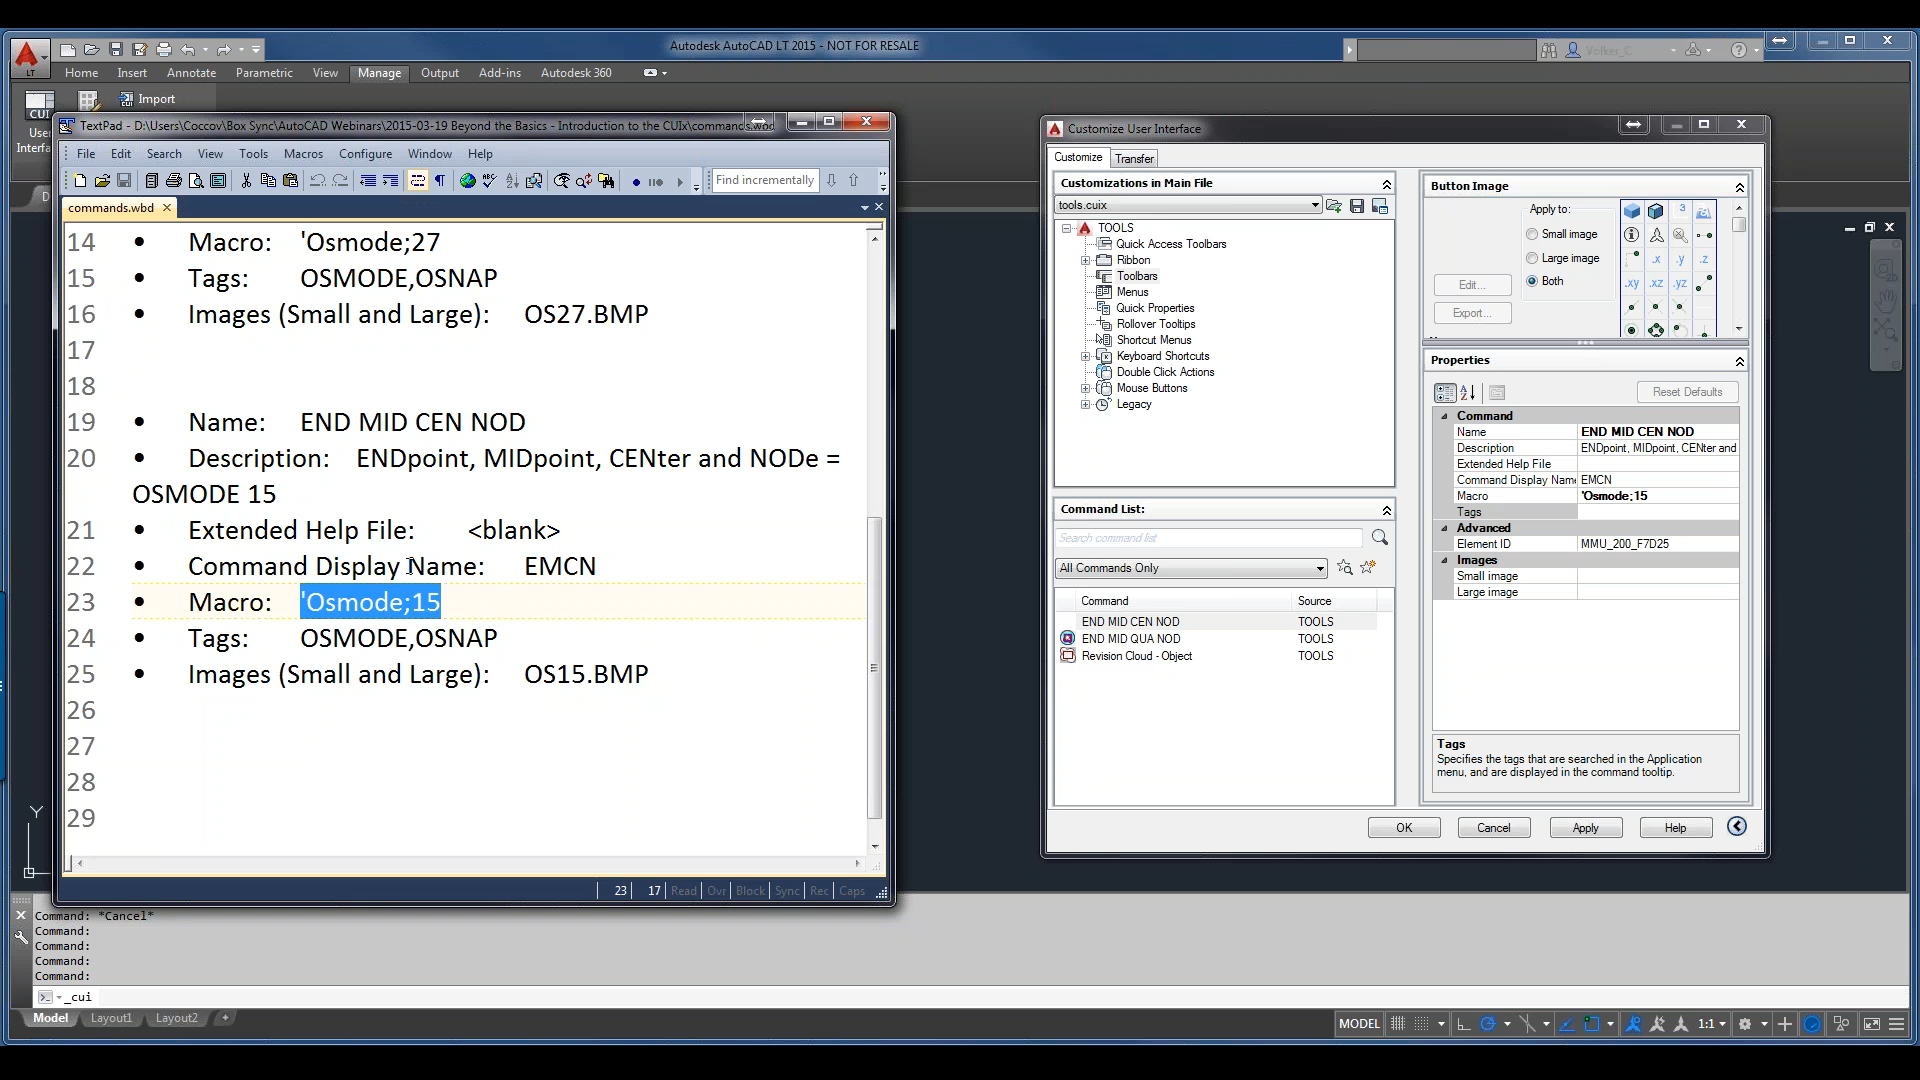 Autodesk AutoCAD LT 2015 - NOT FOR RESALE
Volker_C
LT
Home Insert Annotate Parametric View Manage Output Add-ins Autodesk 360
CUI
Import
TextPad - D:\Users\Coccov\Box Sync\AutoCAD Webinars\2015-03-19 Beyond the Basics - Introduction to the CUIx\commands.wbd
File Edit Search View Tools Macros Configure Window Help
Find incrementally
commands.wbd
14 • Macro: 'Osmode;27
15 • Tags: OSMODE,OSNAP
16 • Images (Small and Large): OS27.BMP
17
18
19 • Name: END MID CEN NOD
20 • Description: ENDpoint, MIDpoint, CENter and NODe =
OSMODE 15
21 • Extended Help File: <blank>
22 • Command Display Name: EMCN
23 • Macro: 'Osmode;15
24 • Tags: OSMODE,OSNAP
25 • Images (Small and Large): OS15.BMP
26
27
28
29
23 17 Read Ovr Block Sync Rec Caps
Customize User Interface
Customize Transfer
Customizations in Main File
tools.cuix
TOOLS
Quick Access Toolbars
Ribbon
Toolbars
Menus
Quick Properties
Rollover Tooltips
Shortcut Menus
Keyboard Shortcuts
Double Click Actions
Mouse Buttons
Legacy
Command List:
Search command list
All Commands Only
Command Source
END MID CEN NOD TOOLS
END MID QUA NOD TOOLS
Revision Cloud - Object TOOLS
Button Image
Apply to:
Small image
Large image
Both
Edit...
Export...
.x .y .z
.xy .xz .yz
Properties
Reset Defaults
Command
Name END MID CEN NOD
Description ENDpoint, MIDpoint, CENter and
Extended Help File
Command Display Name EMCN
Macro 'Osmode;15
Tags
Advanced
Element ID MMU_200_F7D25
Images
Small image
Large image
Tags
Specifies the tags that are searched in the Application
menu, and are displayed in the command tooltip.
OK Cancel Apply Help
Y
Command: *Cancel*
Command:
Command:
Command:
Command:
_cui
Model Layout1 Layout2 +
MODEL 1:1